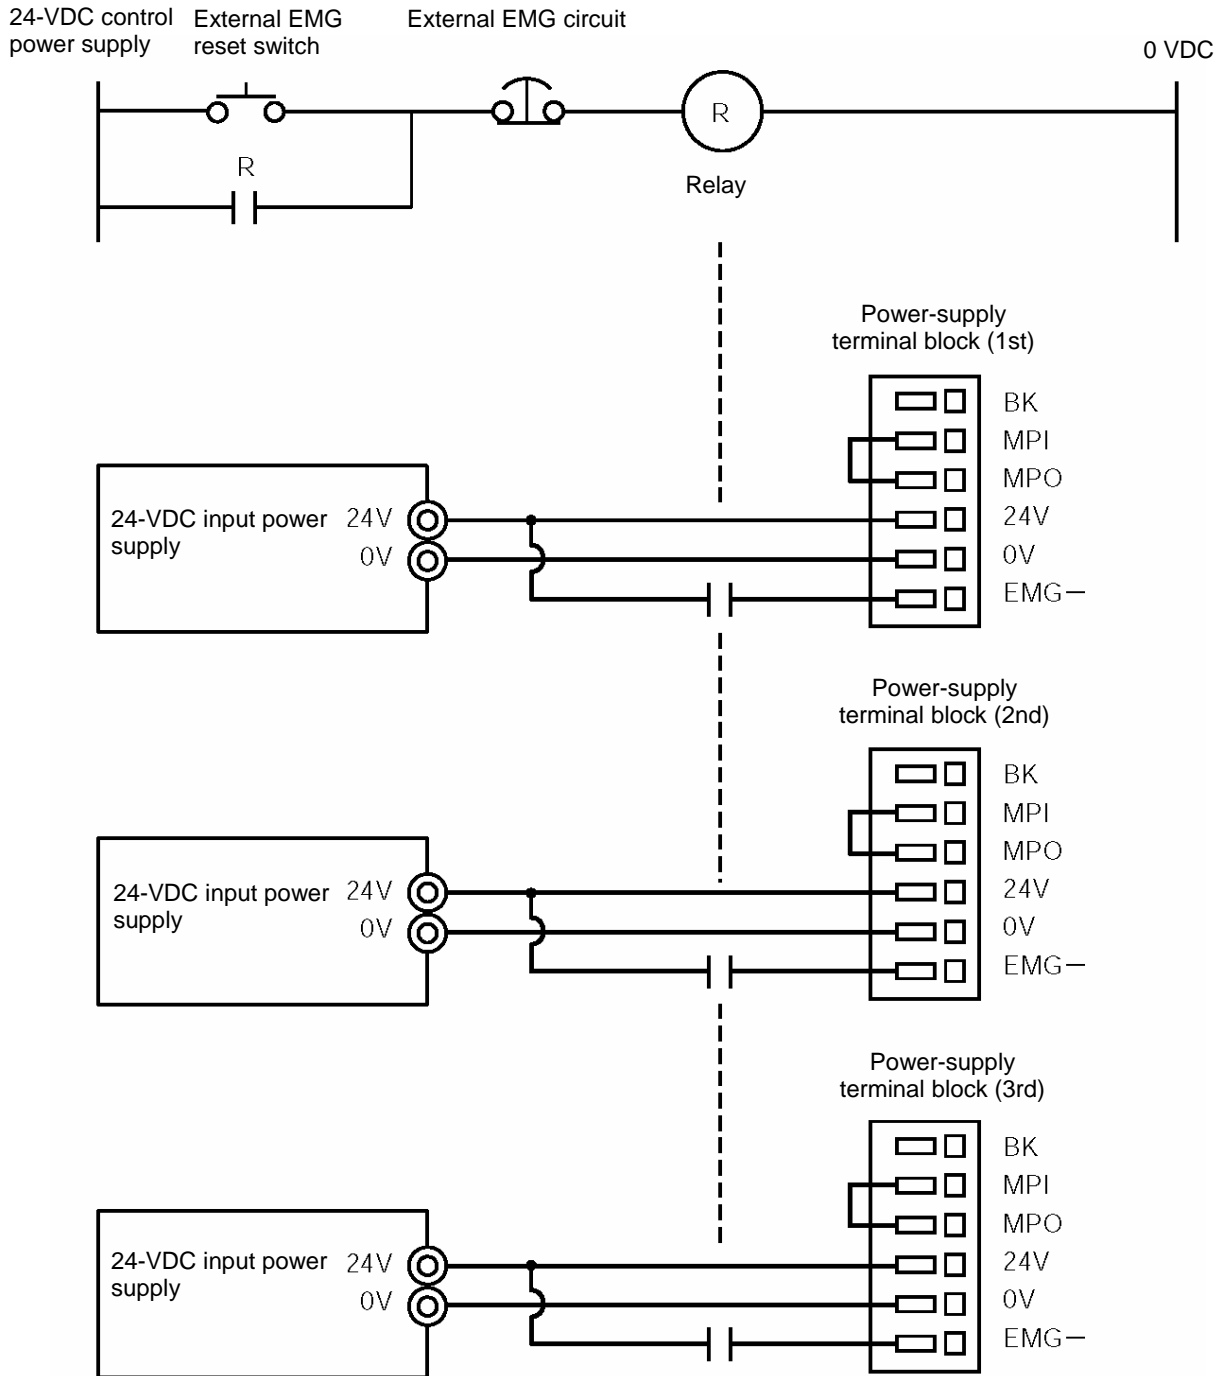 24-VDC control
power supply
External EMG
reset switch
External EMG circuit
0 VDC
R
R
Relay
Power-supply
terminal block (1st)
BK
MPI
MPO
24V
0V
EMG−
24-VDC input power
supply
24V
0V
Power-supply
terminal block (2nd)
BK
MPI
MPO
24V
0V
EMG−
24-VDC input power
supply
24V
0V
Power-supply
terminal block (3rd)
BK
MPI
MPO
24V
0V
EMG−
24-VDC input power
supply
24V
0V